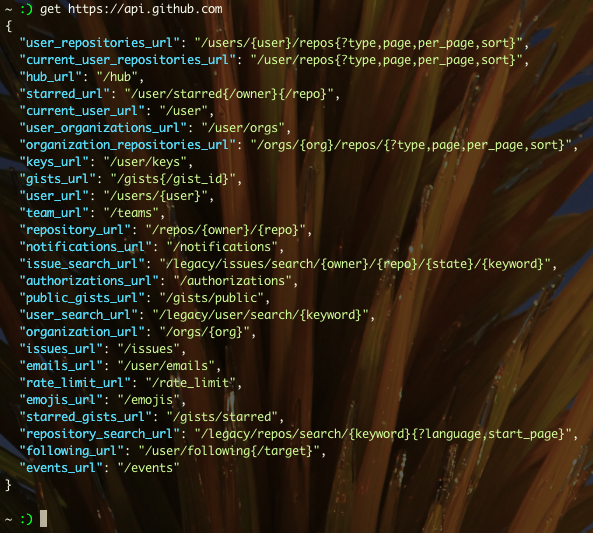 ~ :) get https://api.github.com
{
  "user_repositories_url": "/users/{user}/repos{?type,page,per_page,sort}",
  "current_user_repositories_url": "/user/repos{?type,page,per_page,sort}",
  "hub_url": "/hub",
  "starred_url": "/user/starred{/owner}{/repo}",
  "current_user_url": "/user",
  "user_organizations_url": "/user/orgs",
  "organization_repositories_url": "/orgs/{org}/repos/{?type,page,per_page,sort}",
  "keys_url": "/user/keys",
  "gists_url": "/gists{/gist_id}",
  "user_url": "/users/{user}",
  "team_url": "/teams",
  "repository_url": "/repos/{owner}/{repo}",
  "notifications_url": "/notifications",
  "issue_search_url": "/legacy/issues/search/{owner}/{repo}/{state}/{keyword}",
  "authorizations_url": "/authorizations",
  "public_gists_url": "/gists/public",
  "user_search_url": "/legacy/user/search/{keyword}",
  "organization_url": "/orgs/{org}",
  "issues_url": "/issues",
  "emails_url": "/user/emails",
  "rate_limit_url": "/rate_limit",
  "emojis_url": "/emojis",
  "starred_gists_url": "/gists/starred",
  "repository_search_url": "/legacy/repos/search/{keyword}{?language,start_page}",
  "following_url": "/user/following{/target}",
  "events_url": "/events"
}
~ :)